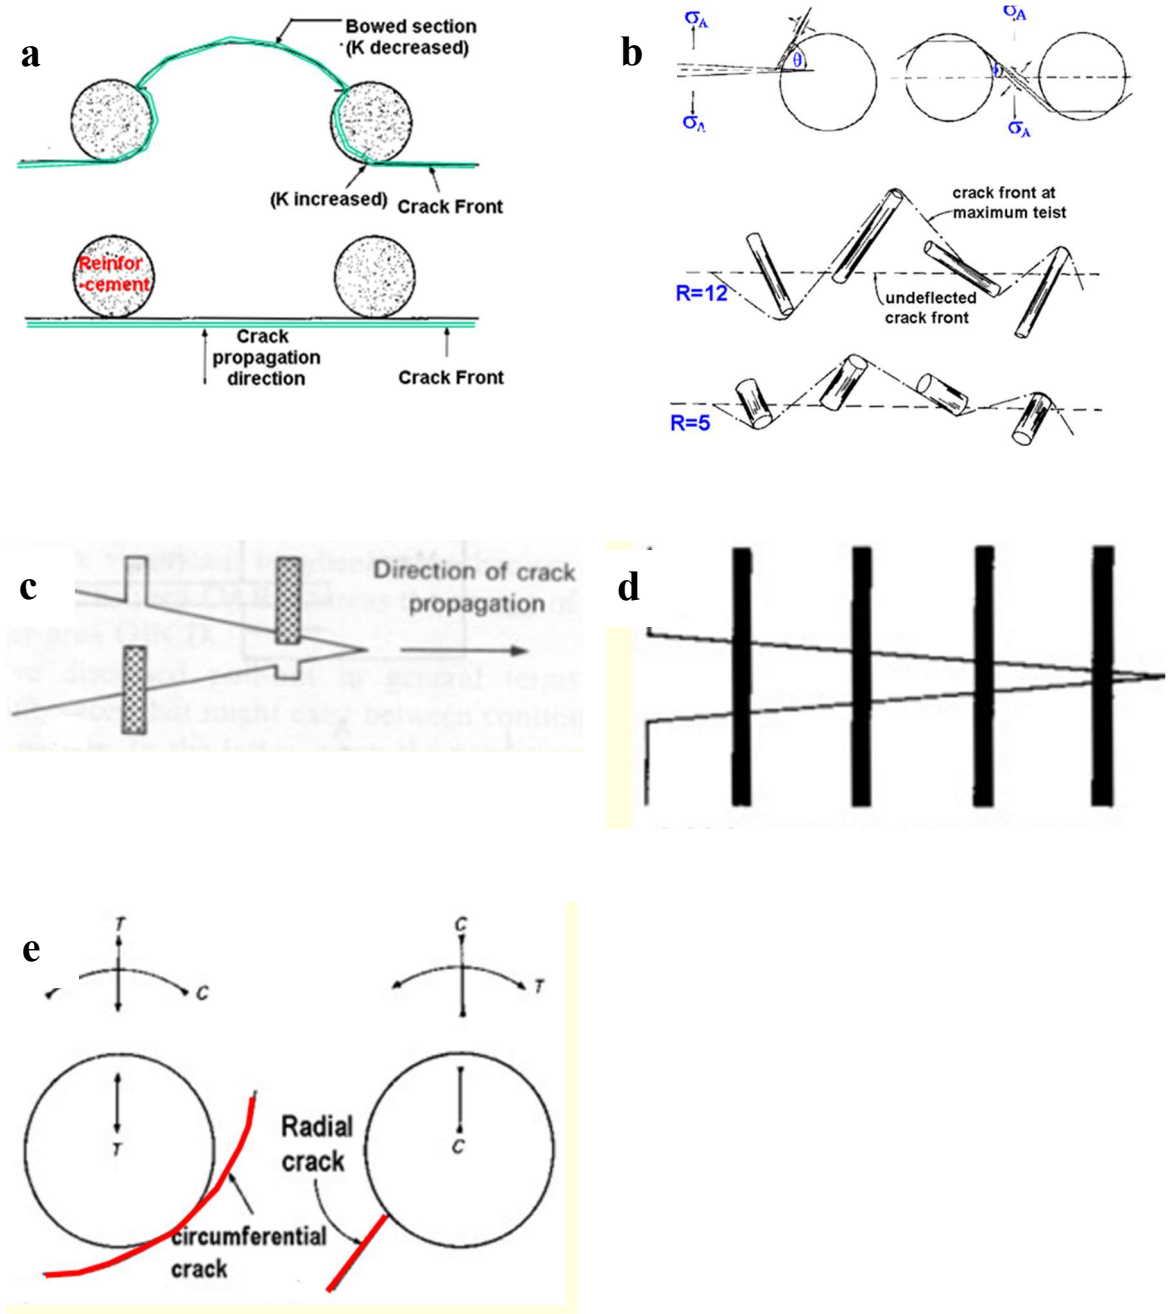 a
Bowed section
(K decreased)
(K increased)
Crack Front
Reinfor
-cement
Crack
propagation
direction
Crack Front
b
σA
σA
θ
σA
σA
crack front at
maximum teist
R=12
undeflected
crack front
R=5
c
Direction of crack
propagation
d
e
T
C
T
circumferential
crack
C
T
C
Radial
crack